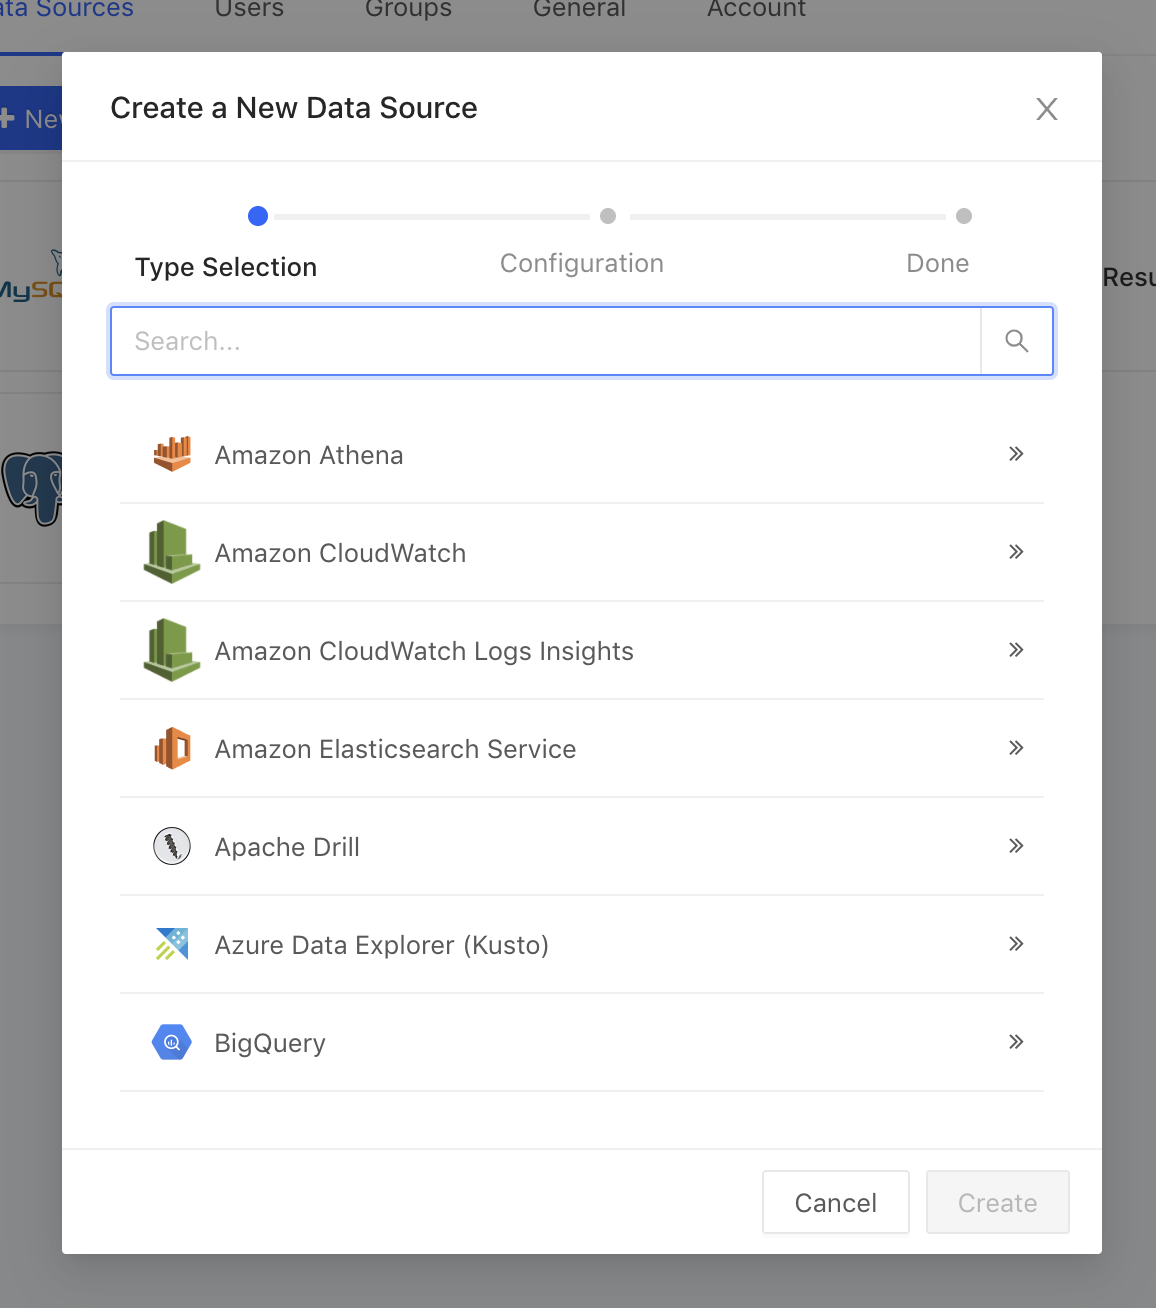 ata Sources Users Groups General Account
Create a New Data Source
New
Type Selection Configuration Done
MySQ
Resu
Search...
Amazon Athena
Amazon CloudWatch
Amazon CloudWatch Logs Insights
Amazon Elasticsearch Service
Apache Drill
Azure Data Explorer (Kusto)
BigQuery
Cancel Create